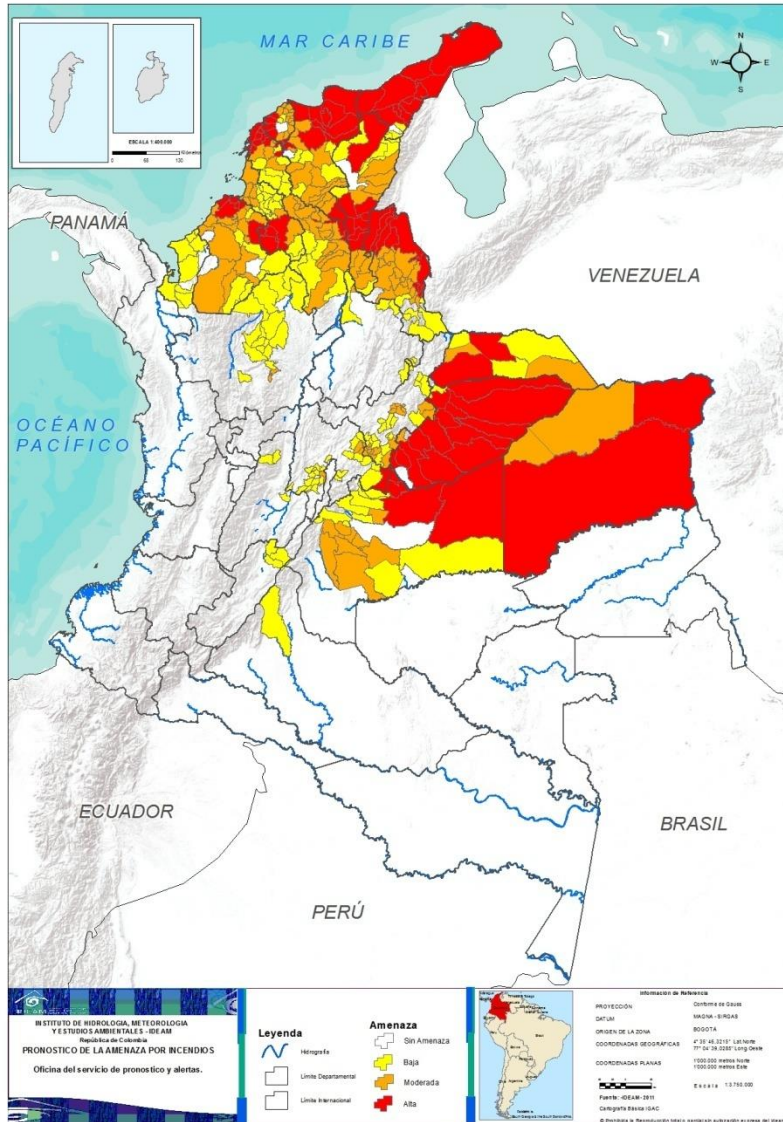 MAR CARIBE
N
W E
S
ESCALA 1:400.000
PANAMÁ
VENEZUELA
OCÉANO
PACÍFICO
ECUADOR
BRASIL
PERÚ
INSTITUTO DE HIDROLOGIA, METEOROLOGIA
Y ESTUDIOS AMBIENTALES - IDEAM
República de Colombia
PRONOSTICO DE LA AMENAZA POR INCENDIOS
Oficina del servicio de pronostico y alertas.
Leyenda
Hidrografía
Límite Departamental
Límite Internacional
Amenaza
Sin Amenaza
Baja
Moderada
Alta
Información de Referencia
PROYECCIÓN Conforme de Gauss
DATUM MAGNA - SIRGAS
ORIGEN DE LA ZONA BOGOTÁ
COORDENADAS GEOGRÁFICAS
COORDENADAS PLANAS 1'000.000 metros Norte
1'000.000 metros Este
Escala 1:3.750.000
Fuente: -IDEAM- 2011
Cartografía Básica IGAC